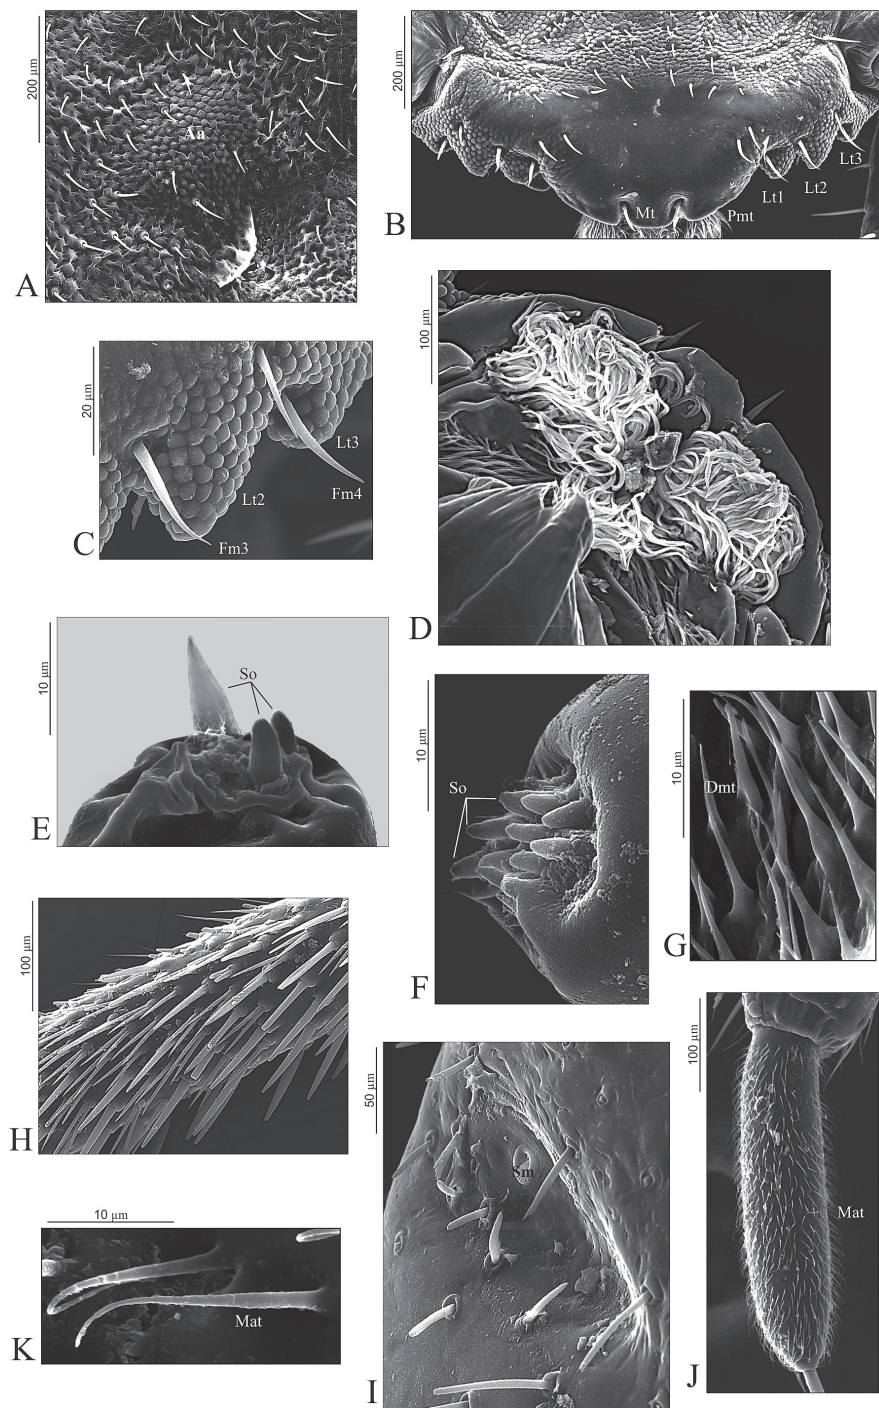 200 µm
Aa
A
200 µm
Mt
Pmt
Lt1
Lt2
Lt3
B
20 µm
Lt3
Fm4
Lt2
Fm3
C
100 µm
D
10 µm
So
E
10 µm
So
F
10 µm
Dmt
G
100 µm
H
50 µm
Sm
I
100 µm
Mat
J
10 µm
Mat
K